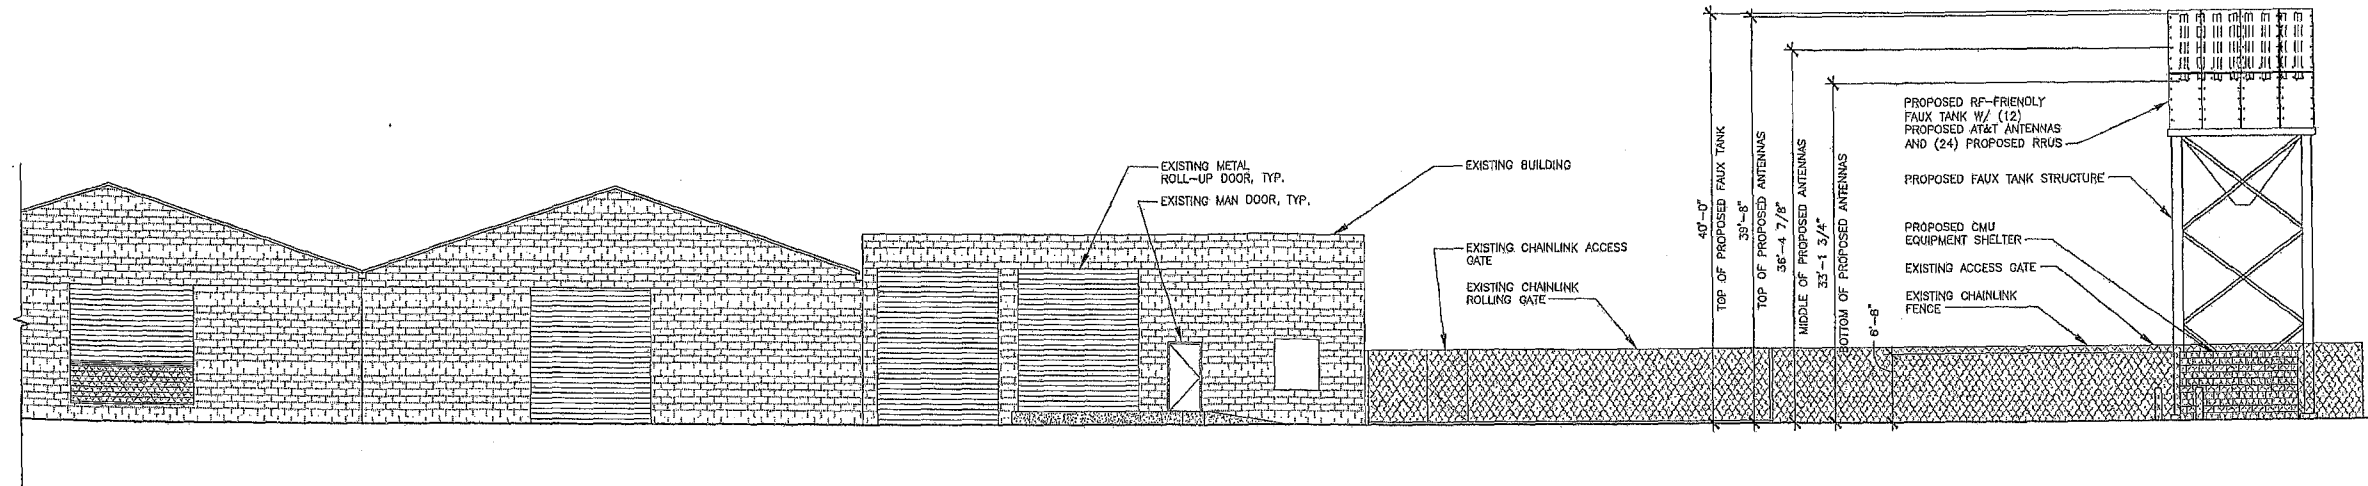 EXISTING METAL
ROLL-UP DOOR, TYP.
EXISTING MAN DOOR, TYP.
EXISTING BUILDING
EXISTING CHAINLINK ACCESS
GATE
EXISTING CHAINLINK
ROLLING GATE
40'-0"
TOP OF PROPOSED FAUX TANK
39'-8"
TOP OF PROPOSED ANTENNAS
36'-4 7/8"
MIDDLE OF PROPOSED ANTENNAS
33'-1 3/4"
BOTTOM OF PROPOSED ANTENNAS
6'-8"
PROPOSED RF-FRIENDLY
FAUX TANK W/ (12)
PROPOSED AT&T ANTENNAS
AND (24) PROPOSED RRUS
PROPOSED FAUX TANK STRUCTURE
PROPOSED CMU
EQUIPMENT SHELTER
EXISTING ACCESS GATE
EXISTING CHAINLINK
FENCE